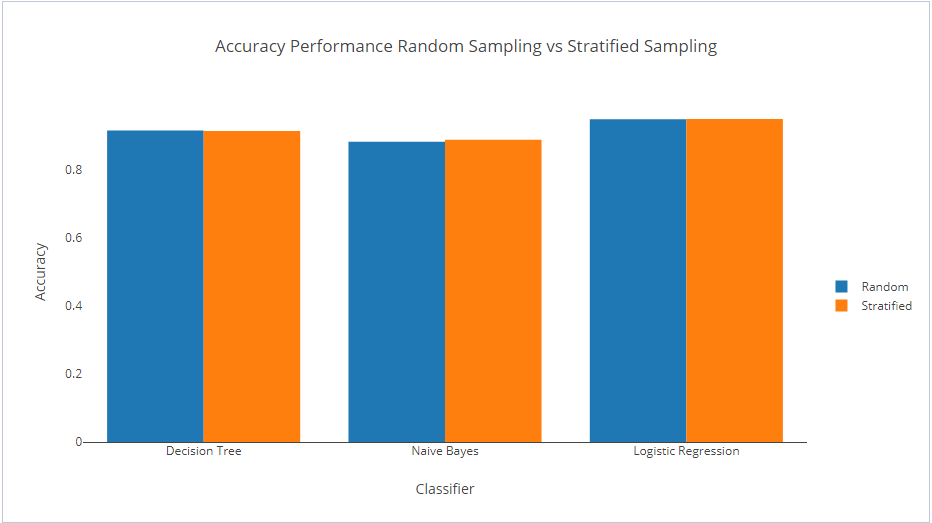 Accuracy Performance Random Sampling vs Stratified Sampling
Accuracy
0.8
0.6
0.4
0.2
0
Decision Tree
Naive Bayes
Logistic Regression
Classifier
Random
Stratified